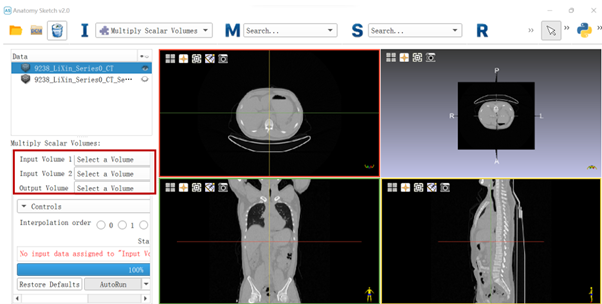 Anatomy Sketch v2.0
I Multiply Scalar Volumes M Search... S Search... R
Data
9238_LiXin_Series0_CT
9238_LiXin_Series0_CT_Se...
Multiply Scalar Volumes:
Input Volume 1 Select a Volume
Input Volume 2 Select a Volume
Output Volume Select a Volume
Controls
Interpolation order 0 1
Sta
No input data assigned to "Input Vo
100%
Restore Defaults AutoRun
P
R L
A